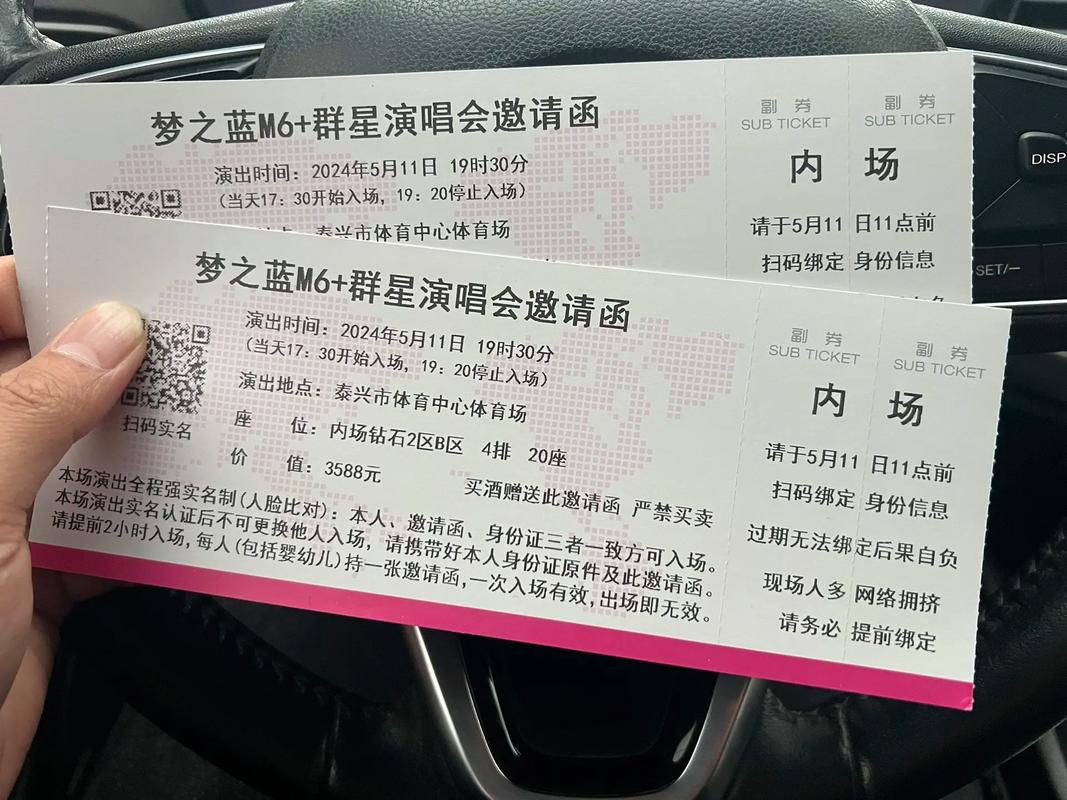 梦之蓝M6+群星演唱会邀请函
演出时间：2024年5月11日 19时30分
（当天17：30开始入场，19：20停止入场）
点：泰兴市体育中心体育场
副 券 副 券
SUB TICKET SUB TICKET
内 场
请于5月11日11点前
扫码绑定身份信息
DISP
SET/—
梦之蓝M6+群星演唱会邀请函
演出时间：2024年5月11日 19时30分
（当天17：30开始入场，19：20停止入场）
演出地点：泰兴市体育中心体育场
座 位：内场钻石2区B区 4排 20座
价 值：3588元
扫码实名
买酒赠送此邀请函 严禁买卖
本场演出全程强实名制(人脸比对)：本人、邀请函、身份证三者一致方可入场。
本场演出实名认证后不可更换他人入场，请携带好本人身份证原件及此邀请函。
请提前2小时入场,每人(包括婴幼儿)持一张邀请函,一次入场有效,出场即无效。
副 券 副 券
SUB TICKET SUB TICKET
内 场
请于5月11日11点前
扫码绑定身份信息
过期无法绑定后果自负
现场人多网络拥挤
请务必提前绑定